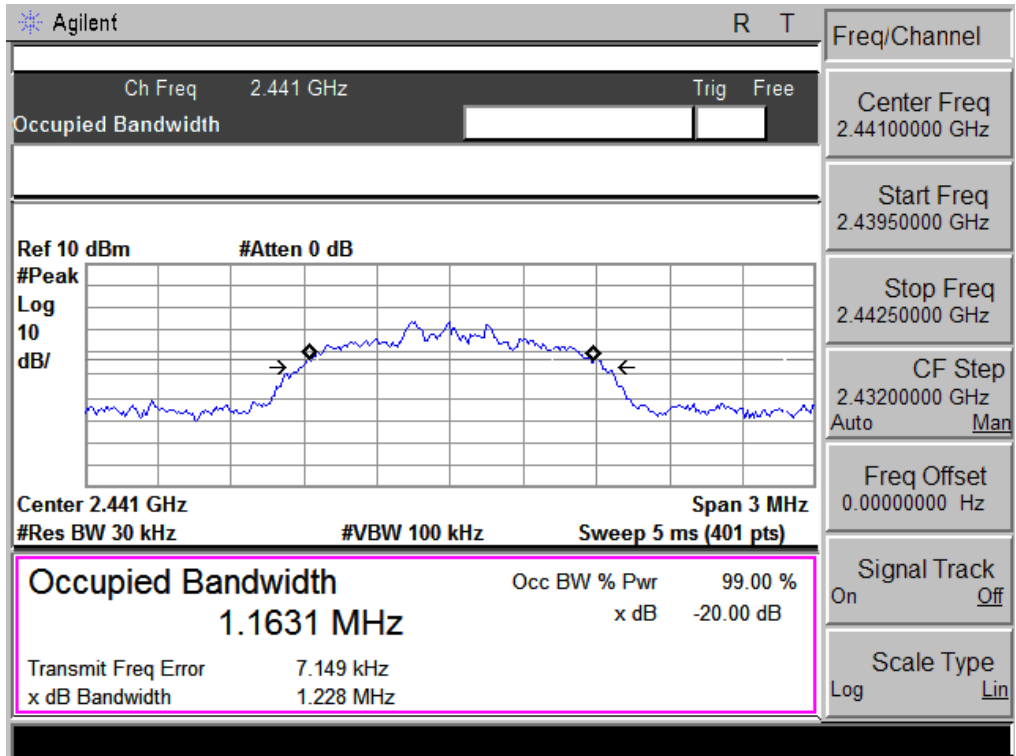 Agilent R T
Ch Freq 2.441 GHz Trig Free
Occupied Bandwidth
Ref 10 dBm #Atten 0 dB
#Peak
Log
10
dB/
Center 2.441 GHz Span 3 MHz
#Res BW 30 kHz #VBW 100 kHz Sweep 5 ms (401 pts)
Occupied Bandwidth Occ BW % Pwr 99.00 %
1.1631 MHz x dB -20.00 dB
Transmit Freq Error 7.149 kHz
x dB Bandwidth 1.228 MHz
Freq/Channel
Center Freq
2.44100000 GHz
Start Freq
2.43950000 GHz
Stop Freq
2.44250000 GHz
CF Step
2.43200000 GHz
Auto Man
Freq Offset
0.00000000 Hz
Signal Track
On Off
Scale Type
Log Lin